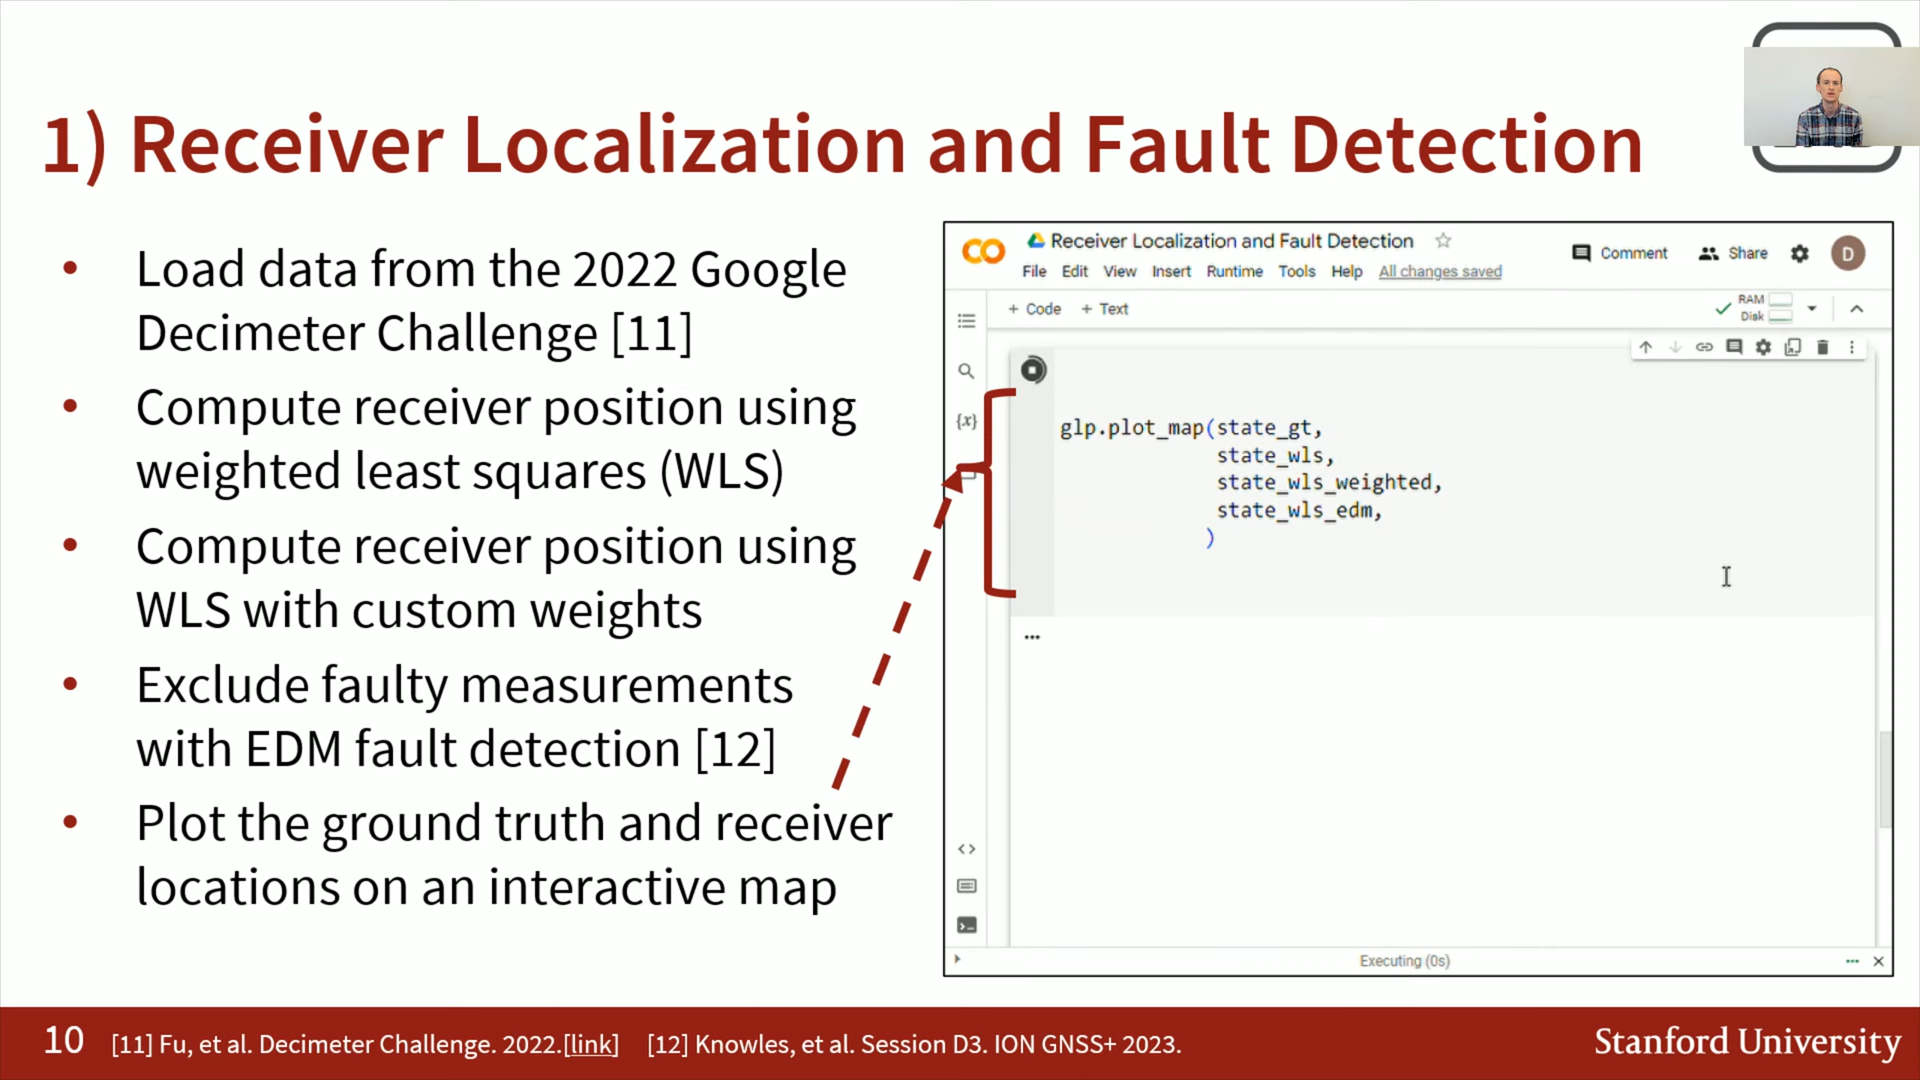 1) Receiver Localization and Fault Detection
• Load data from the 2022 Google
Decimeter Challenge [11]
• Compute receiver position using
weighted least squares (WLS)
• Compute receiver position using
WLS with custom weights
• Exclude faulty measurements
with EDM fault detection [12]
• Plot the ground truth and receiver
locations on an interactive map
Receiver Localization and Fault Detection
File Edit View Insert Runtime Tools Help All changes saved
Comment Share D
+ Code + Text
RAM
Disk
{x}
glp.plot_map(state_gt,
state_wls,
state_wls_weighted,
state_wls_edm,
)
Executing (0s)
10 [11] Fu, et al. Decimeter Challenge. 2022.[link] [12] Knowles, et al. Session D3. ION GNSS+ 2023.
Stanford University